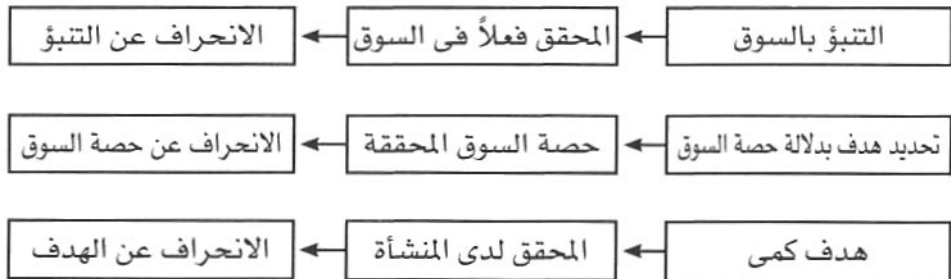 التنبؤ بالسوق
المحقق فعلاً فى السوق
الانحراف عن التنبؤ
تحديد هدف بدلالة حصة السوق
حصة السوق المحققة
الانحراف عن حصة السوق
هدف كمى
المحقق لدى المنشأة
الانحراف عن الهدف